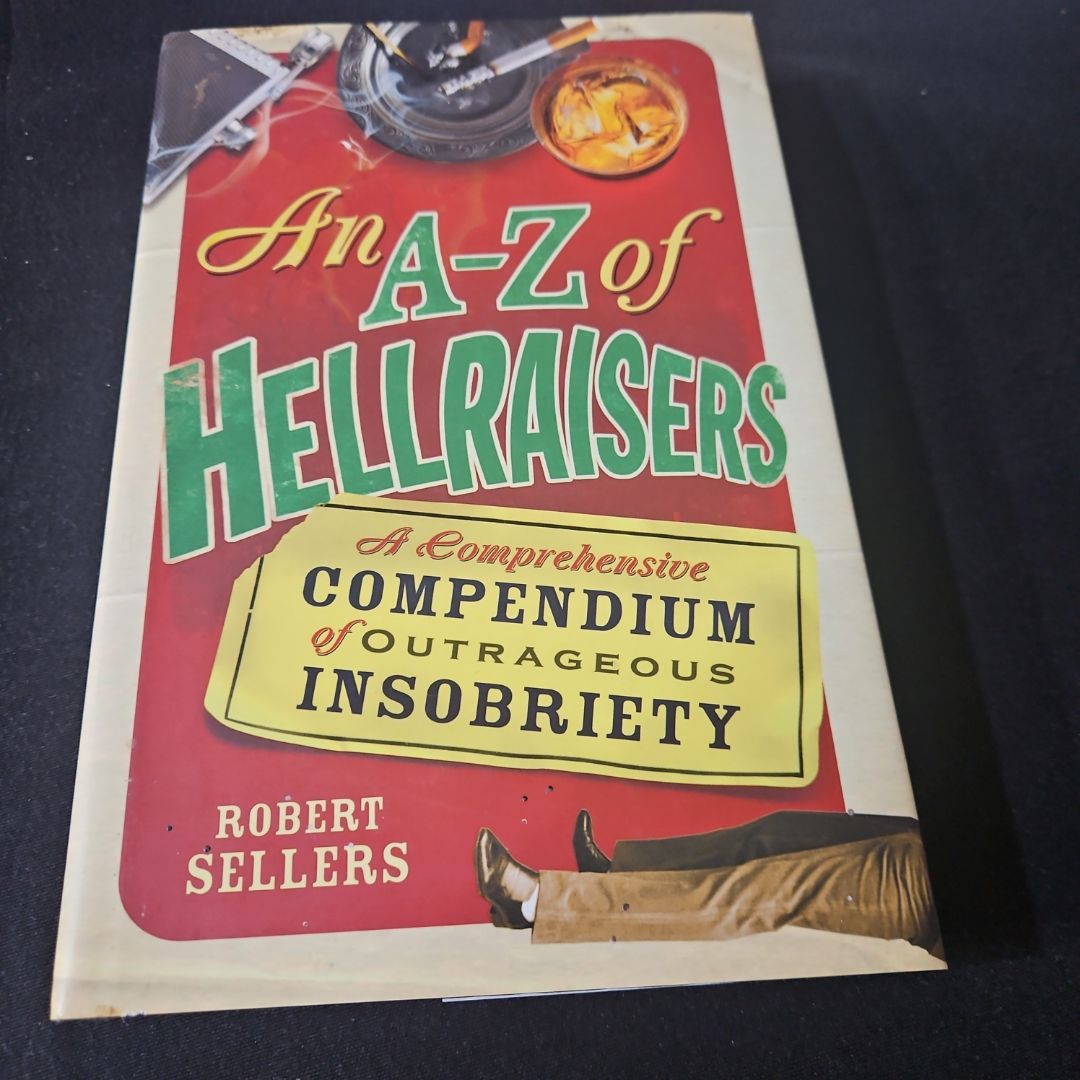 An A-Z of
HELLRAISERS
A Comprehensive
COMPENDIUM
of OUTRAGEOUS
INSOBRIETY
ROBERT
SELLERS